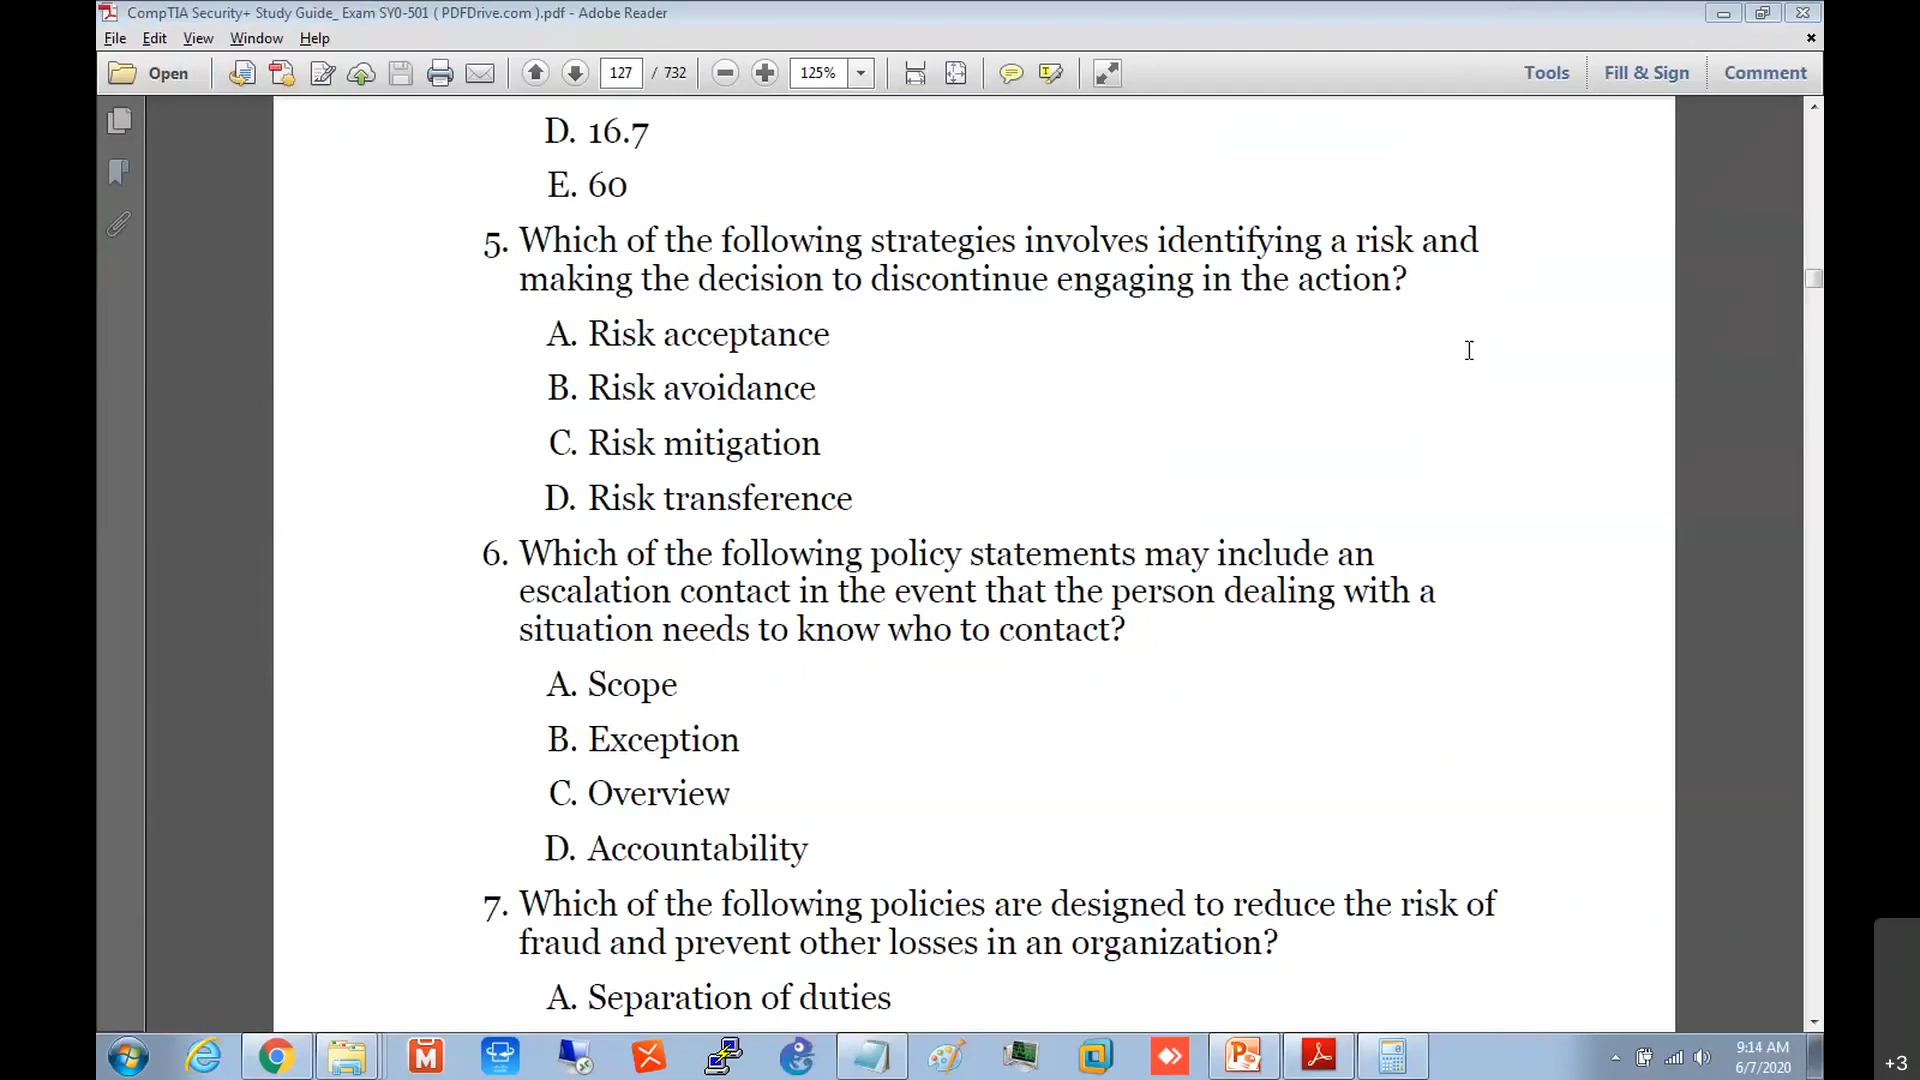 CompTIA Security+ Study Guide_ Exam SY0-501 ( PDFDrive.com ).pdf - Adobe Reader
File Edit View Window Help
Open 127 / 732 125% Tools Fill & Sign Comment
D. 16.7
E. 60
5. Which of the following strategies involves identifying a risk and
making the decision to discontinue engaging in the action?
A. Risk acceptance
B. Risk avoidance
C. Risk mitigation
D. Risk transference
6. Which of the following policy statements may include an
escalation contact in the event that the person dealing with a
situation needs to know who to contact?
A. Scope
B. Exception
C. Overview
D. Accountability
7. Which of the following policies are designed to reduce the risk of
fraud and prevent other losses in an organization?
A. Separation of duties
9:14 AM
6/7/2020
+3